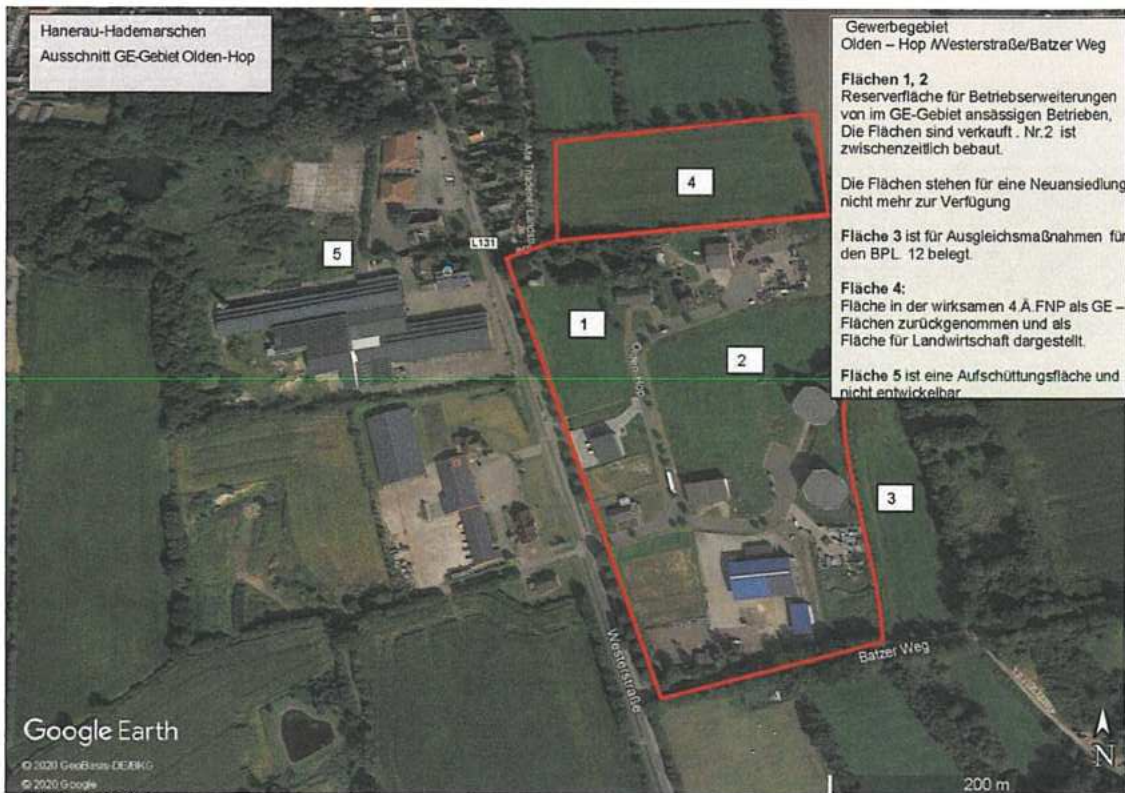 Hanerau-Hademarschen
Ausschnitt GE-Gebiet Olden-Hop
Gewerbegebiet
Olden – Hop /Westerstraße/Batzer Weg
Flächen 1, 2
Reservefläche für Betriebserweiterungen
von im GE-Gebiet ansässigen Betrieben,
Die Flächen sind verkauft . Nr.2 ist
zwischenzeitlich bebaut.
Die Flächen stehen für eine Neuansiedlung
nicht mehr zur Verfügung
Fläche 3 ist für Ausgleichsmaßnahmen für
den BPL 12 belegt.
Fläche 4:
Fläche in der wirksamen 4.Ä.FNP als GE –
Flächen zurückgenommen und als
Fläche für Landwirtschaft dargestellt.
Fläche 5 ist eine Aufschüttungsfläche und
nicht entwickelbar
4
5
L131
1
2
3
Westerstraße
Batzer Weg
Google Earth
© 2020 GeoBasis-DE/BKG
© 2020 Google
N
200 m